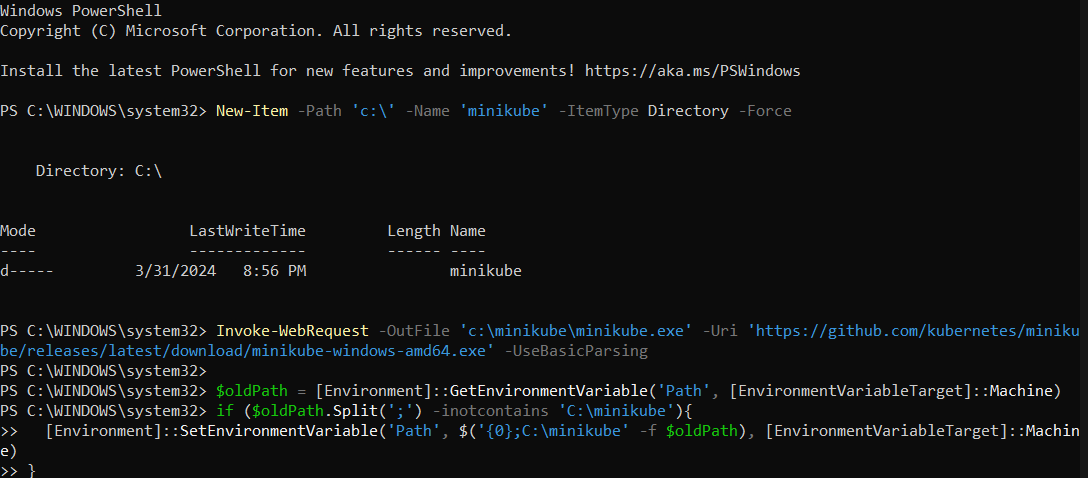 Windows PowerShell
Copyright (C) Microsoft Corporation. All rights reserved.
Install the latest PowerShell for new features and improvements! https://aka.ms/PSWindows
PS C:\WINDOWS\system32> New-Item -Path 'c:\' -Name 'minikube' -ItemType Directory -Force
    Directory: C:\
Mode                 LastWriteTime         Length Name
----                 -------------         ------ ----
d-----         3/31/2024   8:56 PM                minikube
PS C:\WINDOWS\system32> Invoke-WebRequest -OutFile 'c:\minikube\minikube.exe' -Uri 'https://github.com/kubernetes/miniku
be/releases/latest/download/minikube-windows-amd64.exe' -UseBasicParsing
PS C:\WINDOWS\system32>
PS C:\WINDOWS\system32> $oldPath = [Environment]::GetEnvironmentVariable('Path', [EnvironmentVariableTarget]::Machine)
PS C:\WINDOWS\system32> if ($oldPath.Split(';') -inotcontains 'C:\minikube'){
>>   [Environment]::SetEnvironmentVariable('Path', $('{0};C:\minikube' -f $oldPath), [EnvironmentVariableTarget]::Machin
e)
>> }